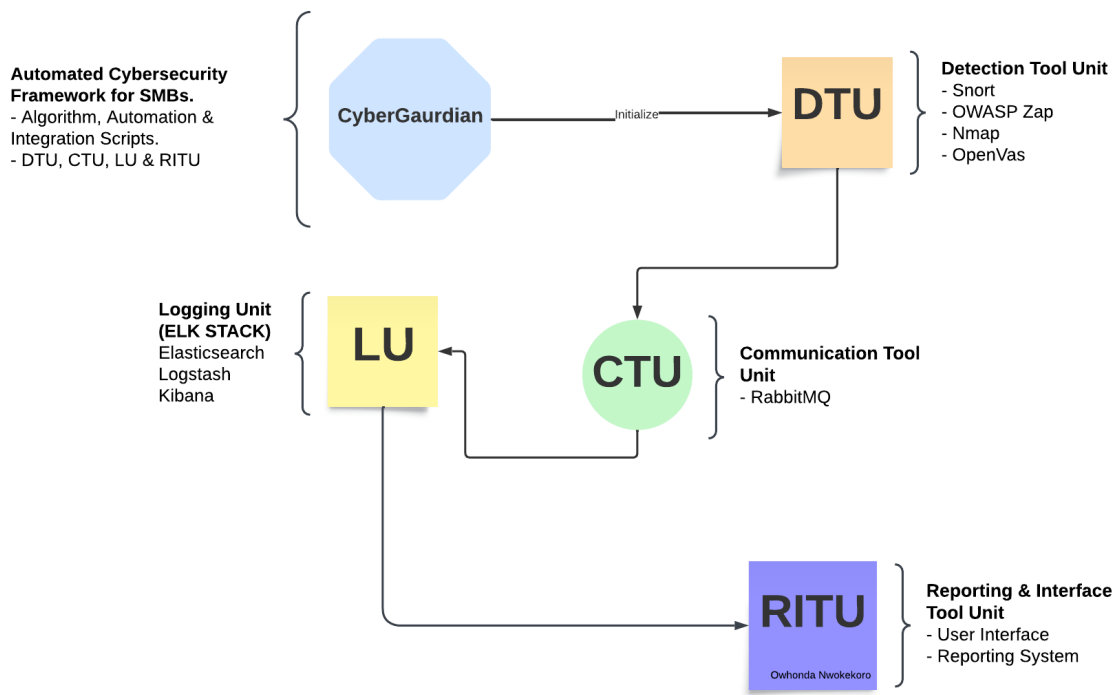 Automated Cybersecurity
Framework for SMBs.
- Algorithm, Automation &
Integration Scripts.
- DTU, CTU, LU & RITU
CyberGaurdian
Initialize
DTU
Detection Tool Unit
- Snort
- OWASP Zap
- Nmap
- OpenVas
Logging Unit
(ELK STACK)
Elasticsearch
Logstash
Kibana
LU
CTU
Communication Tool
Unit
- RabbitMQ
RITU
Owhonda Nwokekoro
Reporting & Interface
Tool Unit
- User Interface
- Reporting System